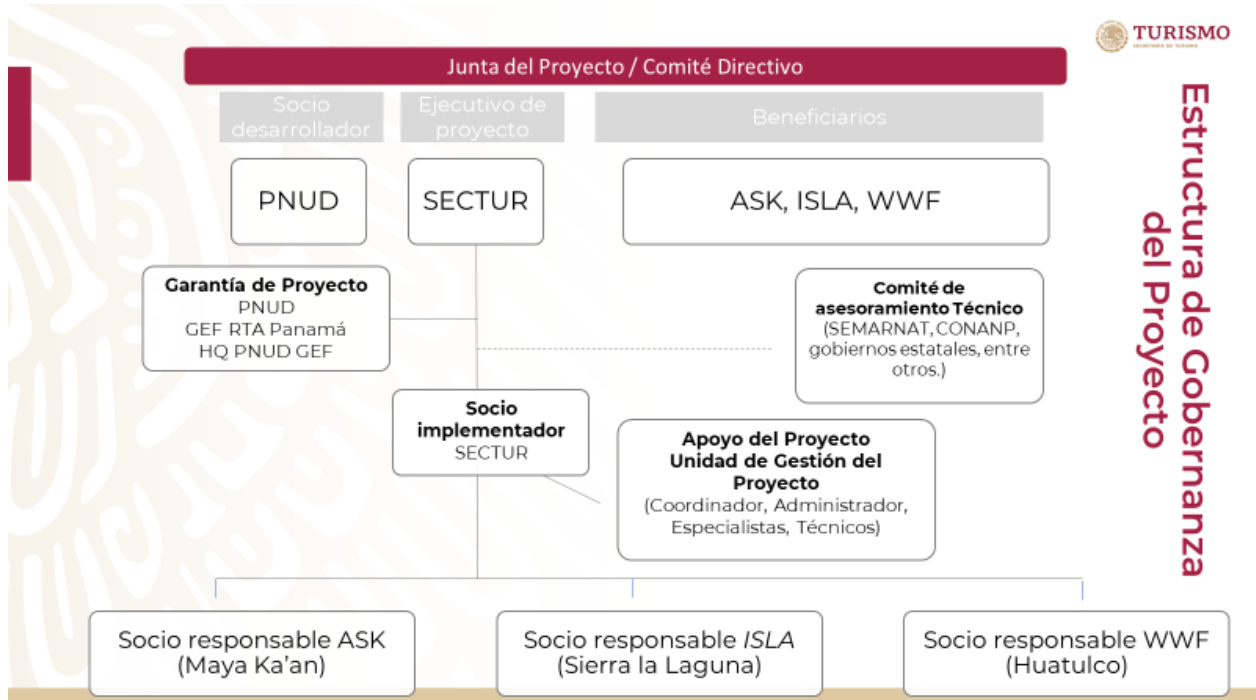 TURISMO
SECRETARÍA DE TURISMO
Estructura de Gobernanza
del Proyecto
Junta del Proyecto / Comité Directivo
Socio
desarrollador
Ejecutivo de
proyecto
Beneficiarios
PNUD
SECTUR
ASK, ISLA, WWF
Garantía de Proyecto
PNUD
GEF RTA Panamá
HQ PNUD GEF
Comité de
asesoramiento Técnico
(SEMARNAT, CONANP,
gobiernos estatales, entre
otros.)
Socio
implementador
SECTUR
Apoyo del Proyecto
Unidad de Gestión del
Proyecto
(Coordinador, Administrador,
Especialistas, Técnicos)
Socio responsable ASK
(Maya Ka’an)
Socio responsable ISLA
(Sierra la Laguna)
Socio responsable WWF
(Huatulco)